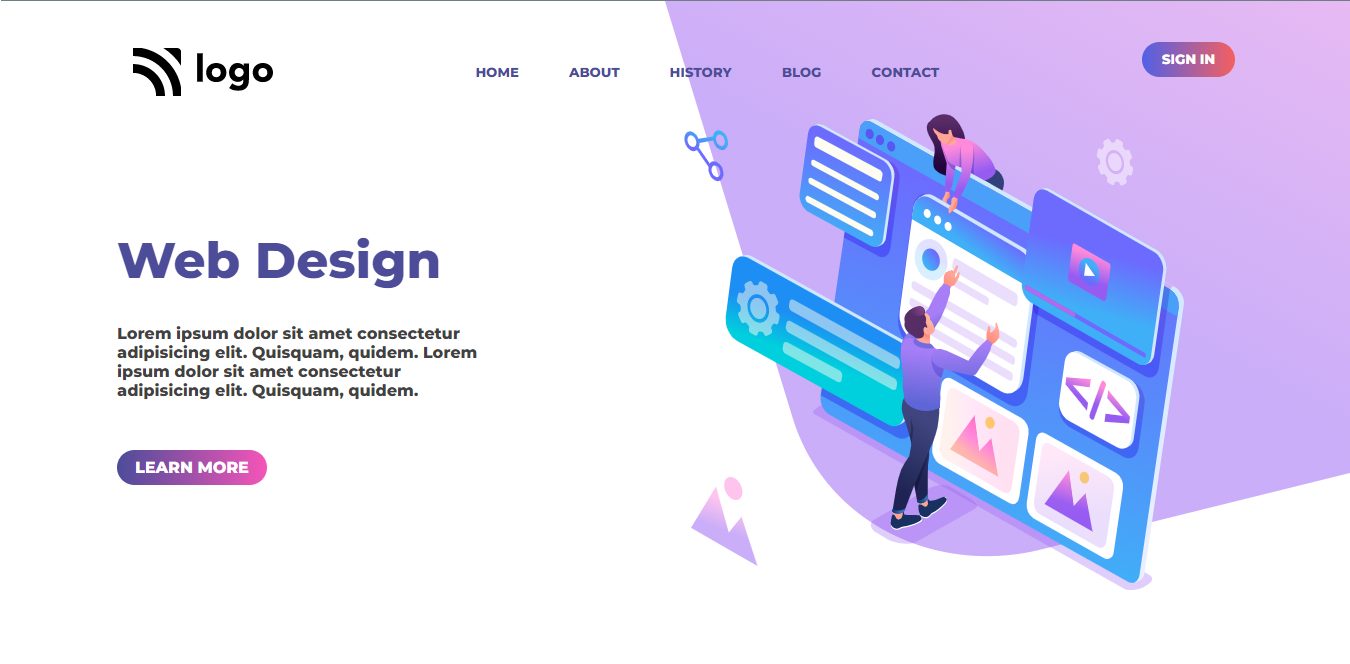 logo
HOME ABOUT HISTORY BLOG CONTACT
SIGN IN
Web Design
Lorem ipsum dolor sit amet consectetur
adipisicing elit. Quisquam, quidem. Lorem
ipsum dolor sit amet consectetur
adipisicing elit. Quisquam, quidem.
LEARN MORE
</>